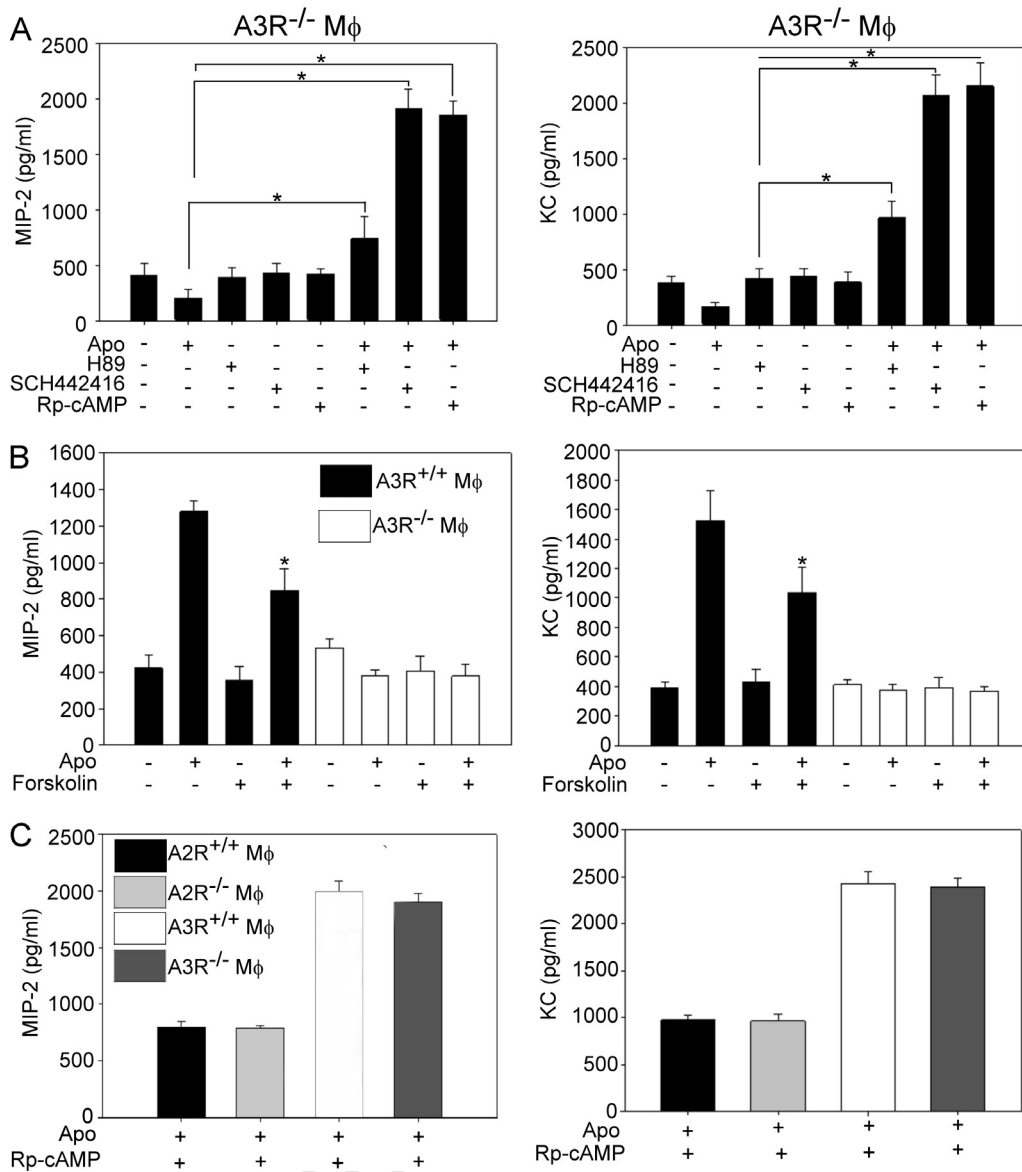 A
A3R-/- Mϕ
2500
2000
1500
1000
500
0
MIP-2 (pg/ml)
* * *
Apo - + - - - + + +
H89 - - + - - + - -
SCH442416 - - - + - - + -
Rp-cAMP - - - - + - - +
A3R-/- Mϕ
2500
2000
1500
1000
500
0
KC (pg/ml)
* * *
Apo - + - - - + + +
H89 - - + - - + - -
SCH442416 - - - + - - + -
Rp-cAMP - - - - + - - +
B
1600
1400
1200
1000
800
600
400
200
0
MIP-2 (pg/ml)
A3R+/+ Mϕ
A3R-/- Mϕ
*
Apo - + - + - + - +
Forskolin - - + + - - + +
2000
1800
1600
1400
1200
1000
800
600
400
200
0
KC (pg/ml)
*
Apo - + - + - + - +
Forskolin - - + + - - + +
C
2500
2000
1500
1000
500
0
MIP-2 (pg/ml)
A2R+/+ Mϕ
A2R-/- Mϕ
A3R+/+ Mϕ
A3R-/- Mϕ
Apo + + + +
Rp-cAMP + + + +
3000
2500
2000
1500
1000
500
0
KC (pg/ml)
Apo + + + +
Rp-cAMP + + + +